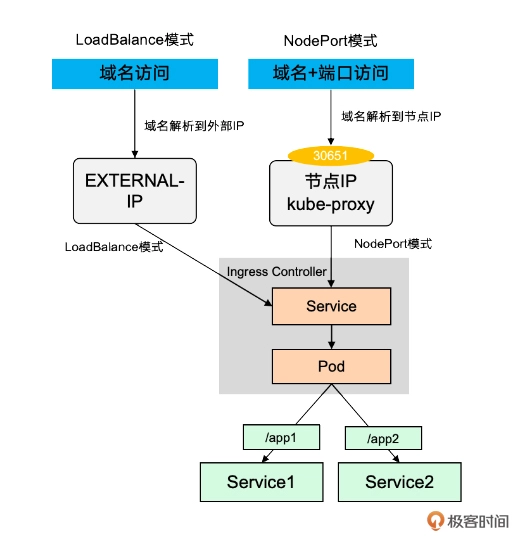 LoadBalance模式
NodePort模式
域名访问
域名+端口访问
域名解析到外部IP
域名解析到节点IP
30651
EXTERNAL-
IP
节点IP
kube-proxy
LoadBalance模式
NodePort模式
Ingress Controller
Service
Pod
/app1
/app2
Service1
Service2
极客时间